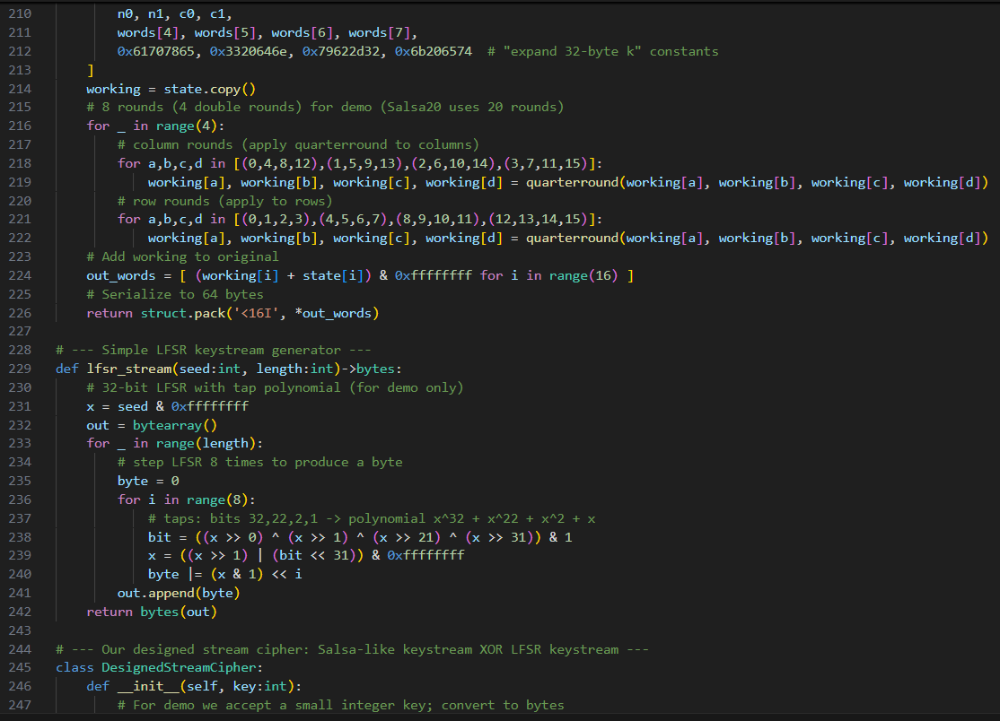 210         n0, n1, c0, c1,
211         words[4], words[5], words[6], words[7],
212         0x61707865, 0x3320646e, 0x79622d32, 0x6b206574  # "expand 32-byte k" constants
213     ]
214     working = state.copy()
215     # 8 rounds (4 double rounds) for demo (Salsa20 uses 20 rounds)
216     for _ in range(4):
217         # column rounds (apply quarterround to columns)
218         for a,b,c,d in [(0,4,8,12),(1,5,9,13),(2,6,10,14),(3,7,11,15)]:
219             working[a], working[b], working[c], working[d] = quarterround(working[a], working[b], working[c], working[d])
220         # row rounds (apply to rows)
221         for a,b,c,d in [(0,1,2,3),(4,5,6,7),(8,9,10,11),(12,13,14,15)]:
222             working[a], working[b], working[c], working[d] = quarterround(working[a], working[b], working[c], working[d])
223     # Add working to original
224     out_words = [ (working[i] + state[i]) & 0xffffffff for i in range(16) ]
225     # Serialize to 64 bytes
226     return struct.pack('<16I', *out_words)
227
228 # --- Simple LFSR keystream generator ---
229 def lfsr_stream(seed:int, length:int)->bytes:
230     # 32-bit LFSR with tap polynomial (for demo only)
231     x = seed & 0xffffffff
232     out = bytearray()
233     for _ in range(length):
234         # step LFSR 8 times to produce a byte
235         byte = 0
236         for i in range(8):
237             # taps: bits 32,22,2,1 -> polynomial x^32 + x^22 + x^2 + x
238             bit = ((x >> 0) ^ (x >> 1) ^ (x >> 21) ^ (x >> 31)) & 1
239             x = ((x >> 1) | (bit << 31)) & 0xffffffff
240             byte |= (x & 1) << i
241         out.append(byte)
242     return bytes(out)
243
244 # --- Our designed stream cipher: Salsa-like keystream XOR LFSR keystream ---
245 class DesignedStreamCipher:
246     def __init__(self, key:int):
247         # For demo we accept a small integer key; convert to bytes